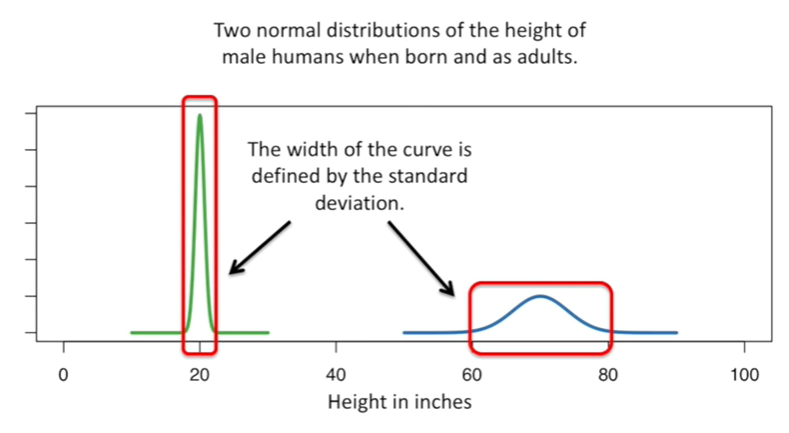 Two normal distributions of the height of
male humans when born and as adults.
The width of the curve is
defined by the standard
deviation.
0 20 40 60 80 100
Height in inches